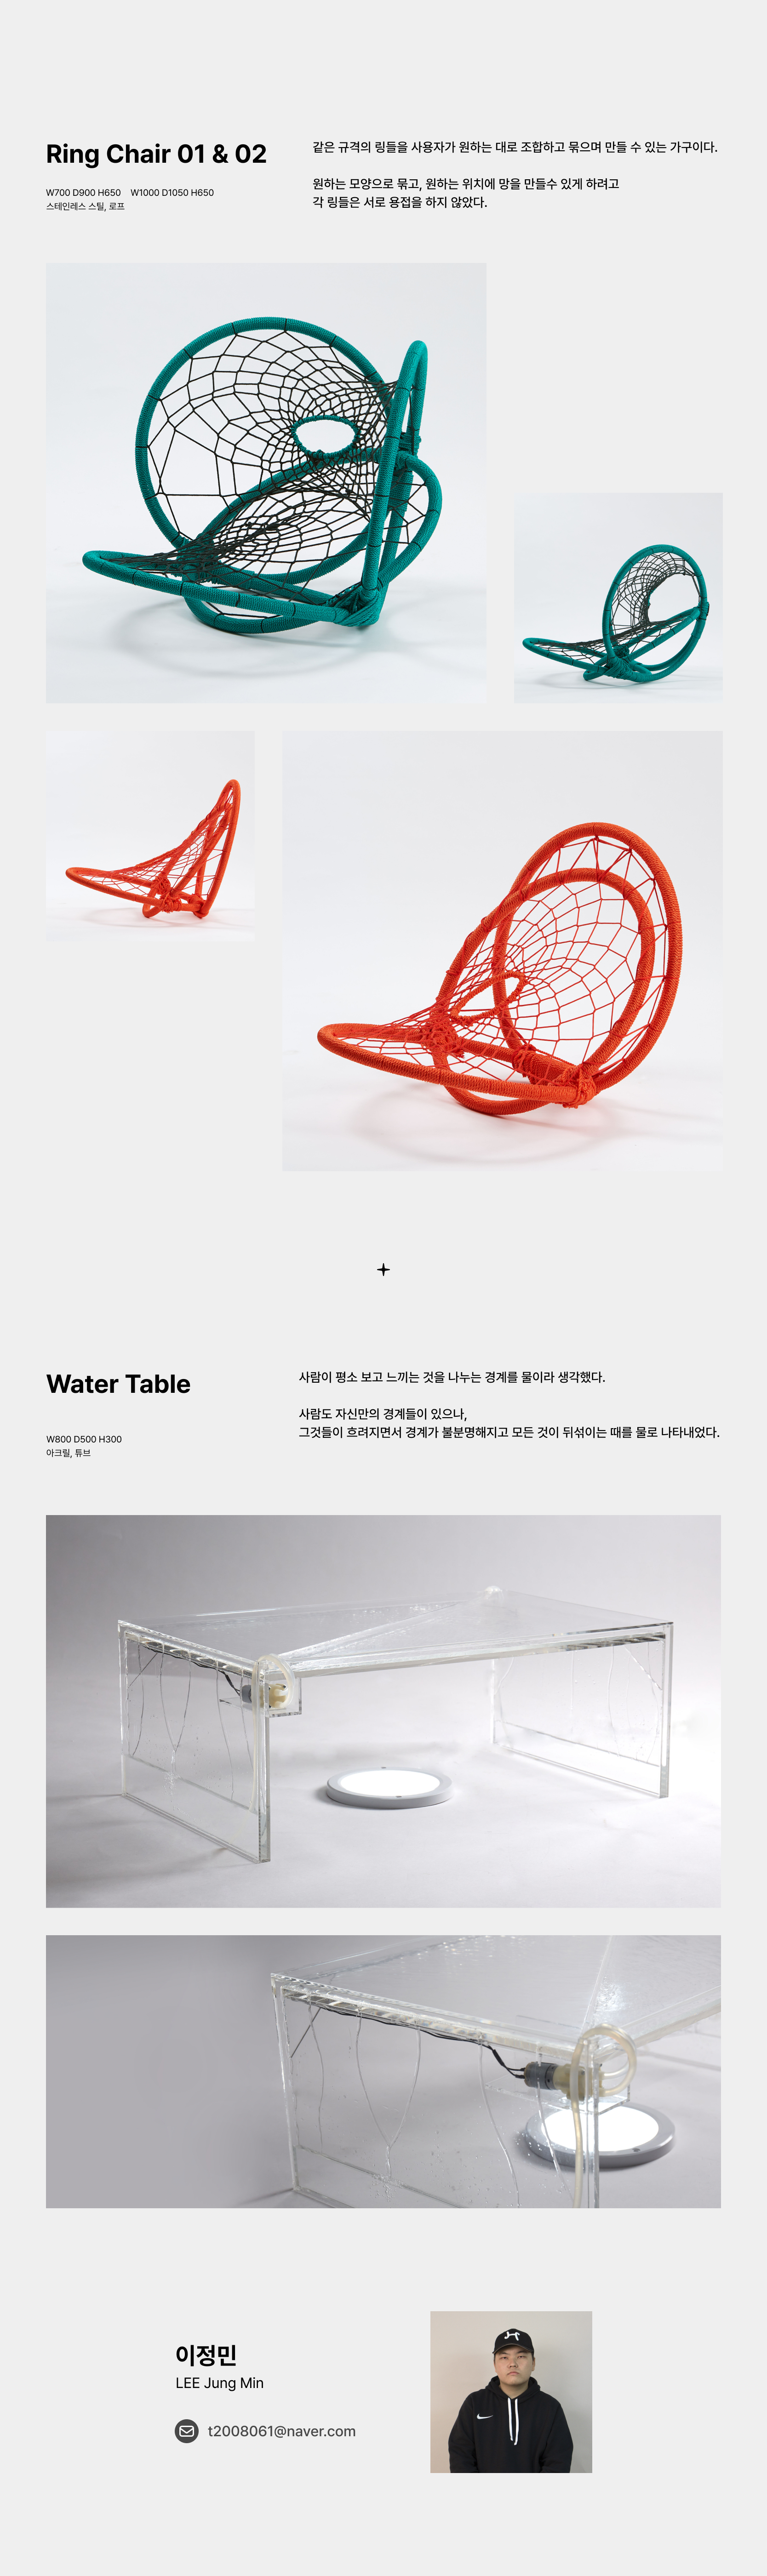 Ring Chair 01 & 02
W700 D900 H650    W1000 D1050 H650
스테인레스 스틸, 로프
같은 규격의 링들을 사용자가 원하는 대로 조합하고 묶으며 만들 수 있는 가구이다.
원하는 모양으로 묶고, 원하는 위치에 망을 만들수 있게 하려고
각 링들은 서로 용접을 하지 않았다.
Water Table
W800 D500 H300
아크릴, 튜브
사람이 평소 보고 느끼는 것을 나누는 경계를 물이라 생각했다.
사람도 자신만의 경계들이 있으나,
그것들이 흐려지면서 경계가 불분명해지고 모든 것이 뒤섞이는 때를 물로 나타내었다.
이정민
LEE Jung Min
t2008061@naver.com